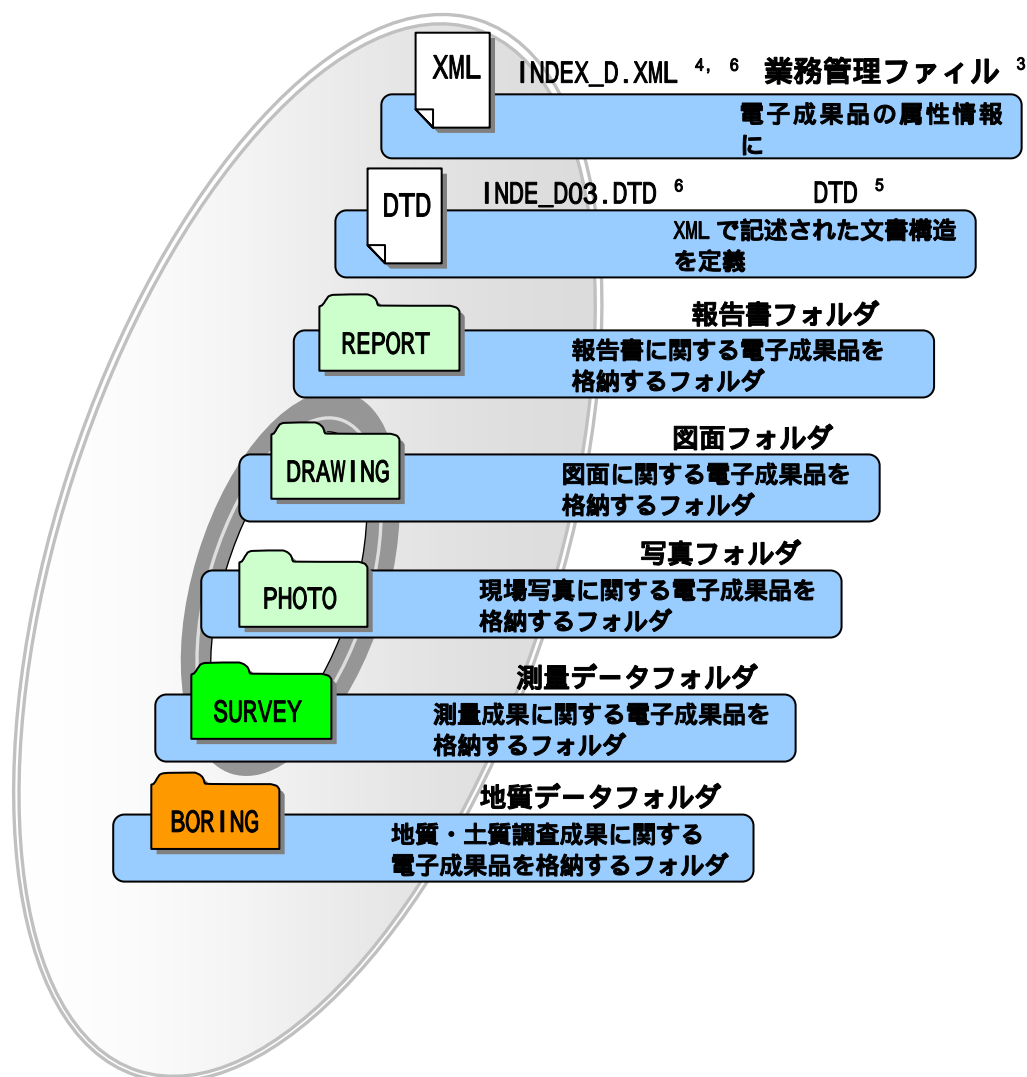 XML INDEX_D.XML 4, 6 業務管理ファイル 3
電子成果品の属性情報
に
DTD INDE_D03.DTD 6 DTD 5
XMLで記述された文書構造
を定義
報告書フォルダ
REPORT
報告書に関する電子成果品を
格納するフォルダ
図面フォルダ
DRAWING
図面に関する電子成果品を
格納するフォルダ
写真フォルダ
PHOTO
現場写真に関する電子成果品を
格納するフォルダ
測量データフォルダ
SURVEY
測量成果に関する電子成果品を
格納するフォルダ
地質データフォルダ
BORING
地質・土質調査成果に関する
電子成果品を格納するフォルダ